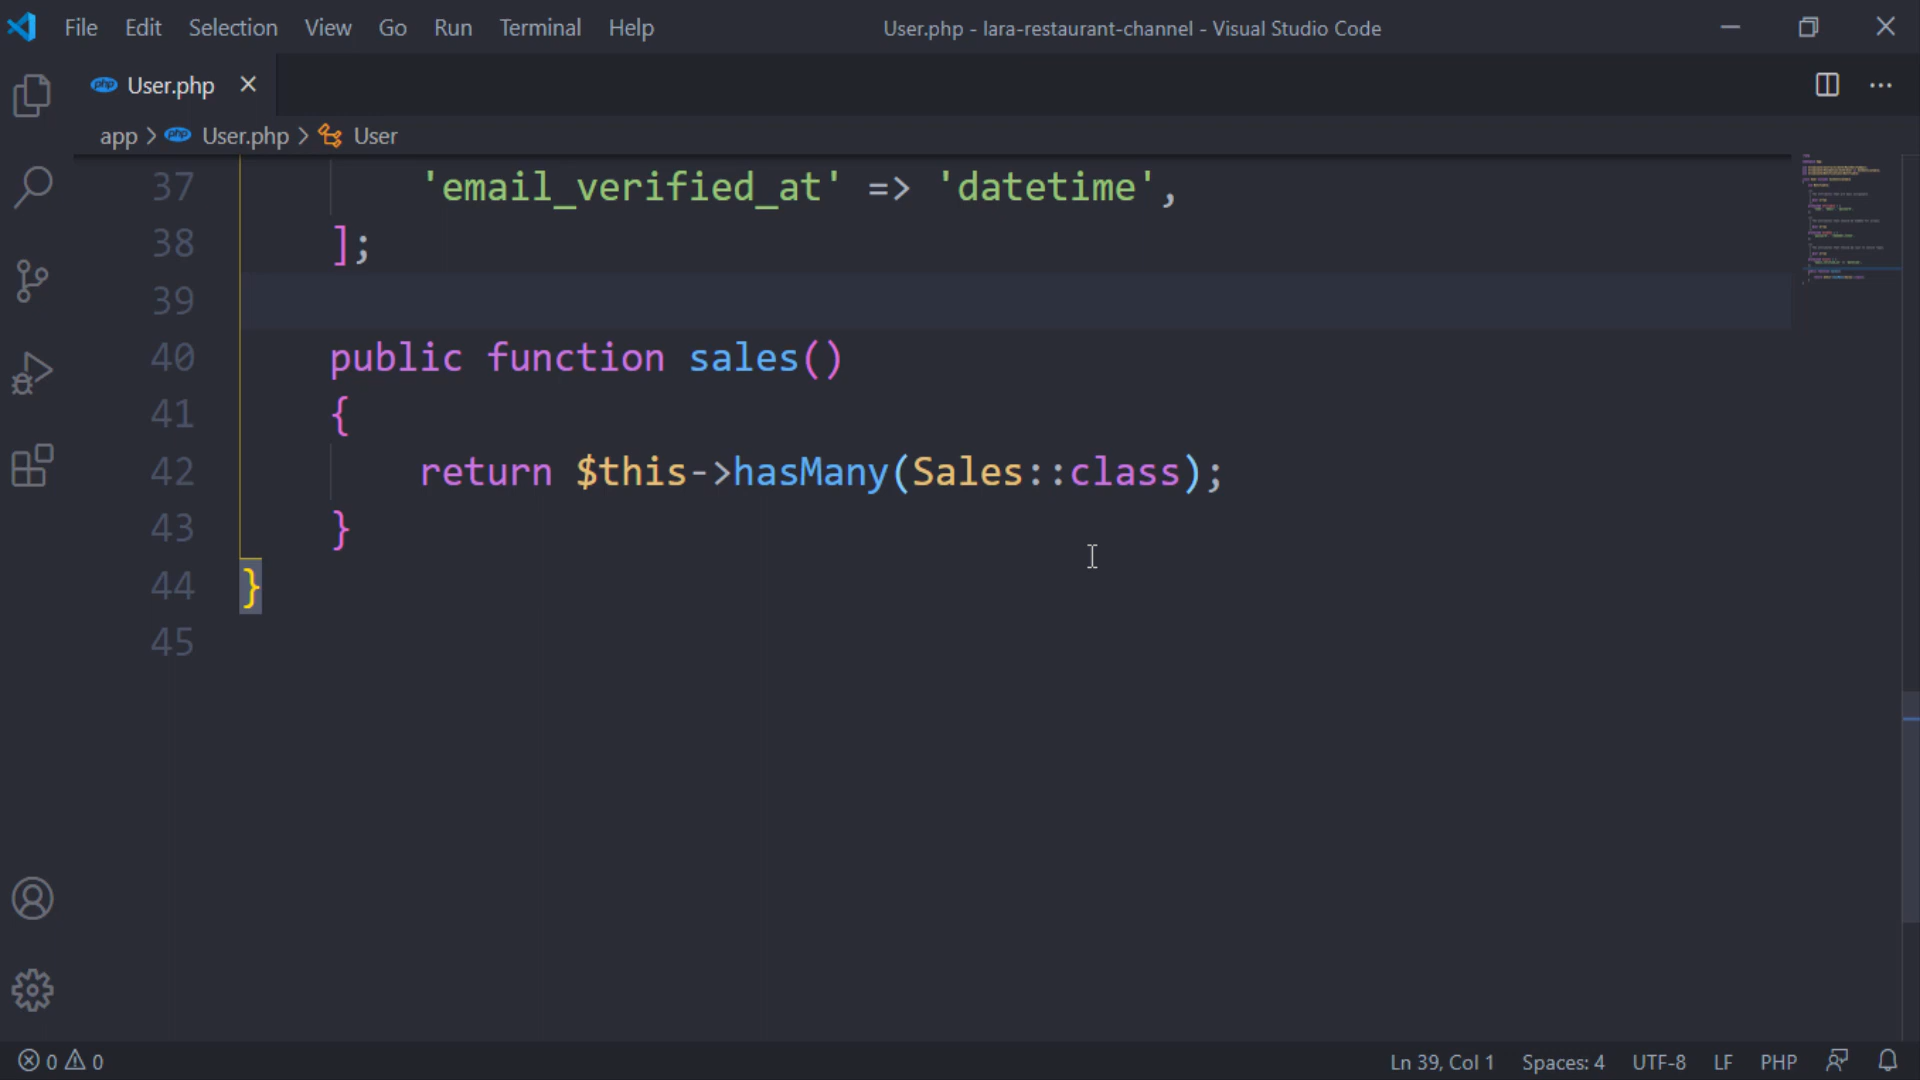 File Edit Selection View Go Run Terminal Help User.php - lara-restaurant-channel - Visual Studio Code
php User.php
app > php User.php > User
37 'email_verified_at' => 'datetime',
38 ];
39
40 public function sales()
41 {
42 return $this->hasMany(Sales::class);
43 }
44 }
45
0 0 Ln 39, Col 1 Spaces: 4 UTF-8 LF PHP